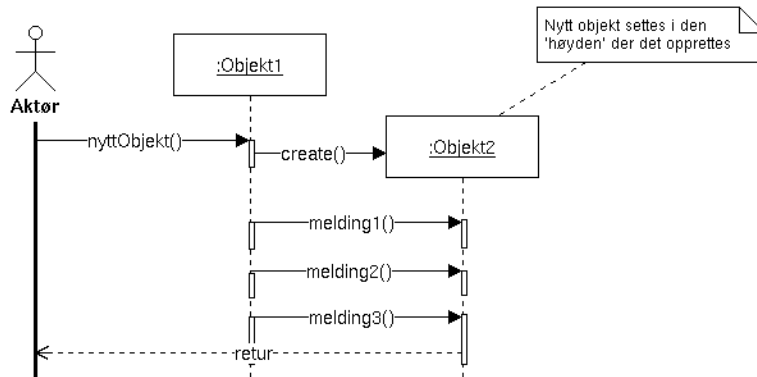 Nytt objekt settes i den
'høyden' der det opprettes
:Objekt1
Aktør
nyttObjekt()
create()
:Objekt2
melding1()
melding2()
melding3()
retur